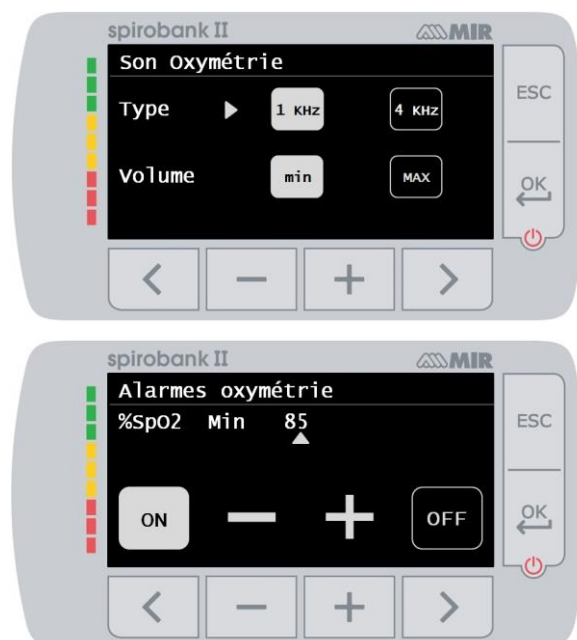 spirobank II MIR
Son Oxymétrie
ESC
Type 1 KHz 4 KHz
Volume min MAX
OK
spirobank II MIR
Alarmes oxymétrie
%SpO2 Min 85
ESC
ON OFF
OK